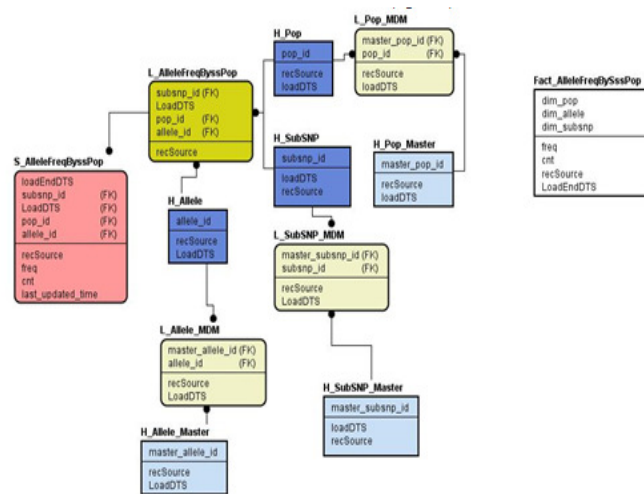 L_Pop_MDM
master_pop_id (FK)
pop_id (FK)
recSource
loadDTS
H_Pop
pop_id
recSource
loadDTS
L_AlleleFreqByssPop
subsnp_id (FK)
LoadDTS
pop_id (FK)
allele_id (FK)
recSource
Fact_AlleleFreqBySssPop
dim_pop
dim_allele
dim_subsnp
freq
cnt
recSource
LoadEndDTS
H_SubSNP
subsnp_id
loadDTS
recSource
H_Pop_Master
master_pop_id
recSource
loadDTS
S_AlleleFreqByssPop
loadEndDTS
subsnp_id (FK)
LoadDTS (FK)
pop_id (FK)
allele_id (FK)
recSource
freq
cnt
last_updated_time
H_Allele
allele_id
recSource
LoadDTS
L_SubSNP_MDM
master_subsnp_id (FK)
subsnp_id (FK)
recSource
LoadDTS
L_Allele_MDM
master_allele_id (FK)
allele_id (FK)
recSource
LoadDTS
H_SubSNP_Master
master_subsnp_id
loadDTS
recSource
H_Allele_Master
master_allele_id
recSource
LoadDTS